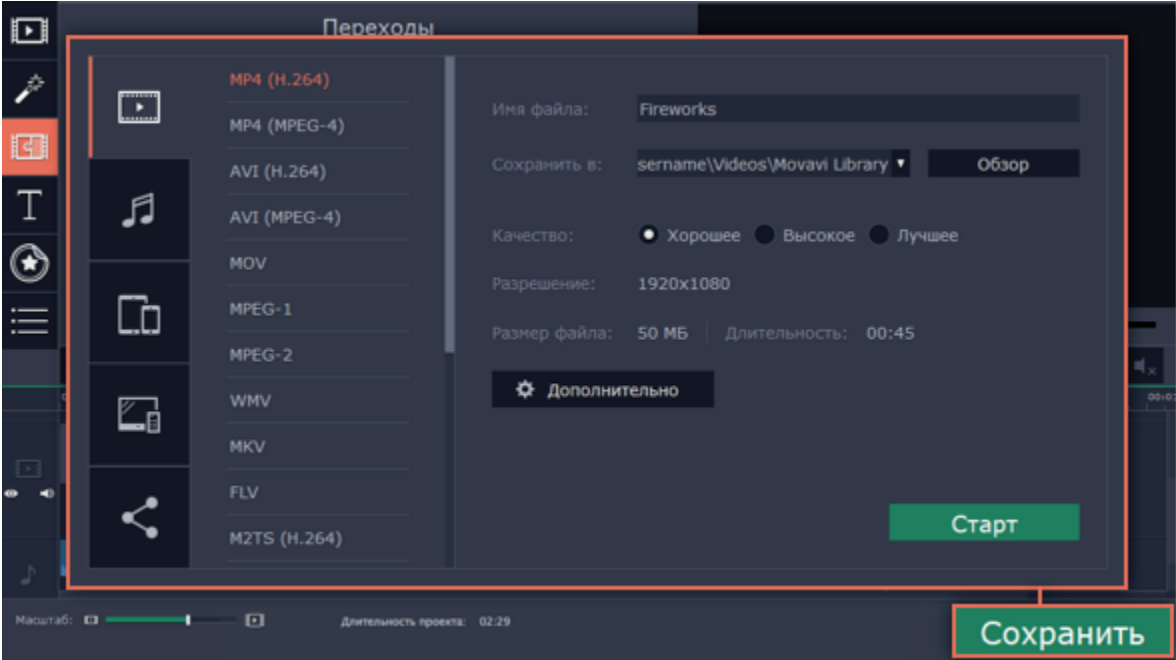 Переходы
MP4 (H.264)
MP4 (MPEG-4)
AVI (H.264)
AVI (MPEG-4)
MOV
MPEG-1
MPEG-2
WMV
MKV
FLV
M2TS (H.264)
Имя файла: Fireworks
Сохранить в: sername\Videos\Movavi Library Обзор
Качество: Хорошее Высокое Лучшее
Разрешение: 1920x1080
Размер файла: 50 МБ Длительность: 00:45
Дополнительно
Старт
Масштаб: Длительность проекта: 02:29
Сохранить